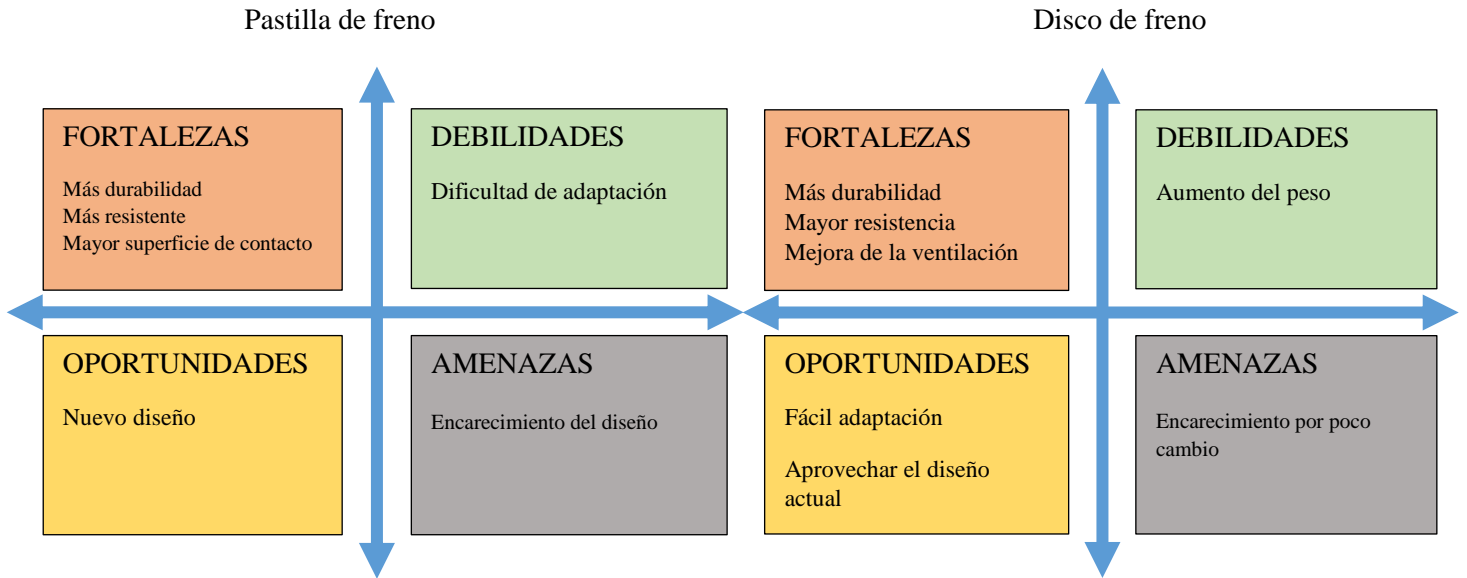 Pastilla de freno
FORTALEZAS
Más durabilidad
Más resistente
Mayor superficie de contacto
DEBILIDADES
Dificultad de adaptación
OPORTUNIDADES
Nuevo diseño
AMENAZAS
Encarecimiento del diseño
Disco de freno
FORTALEZAS
Más durabilidad
Mayor resistencia
Mejora de la ventilación
DEBILIDADES
Aumento del peso
OPORTUNIDADES
Fácil adaptación
Aprovechar el diseño
actual
AMENAZAS
Encarecimiento por poco
cambio